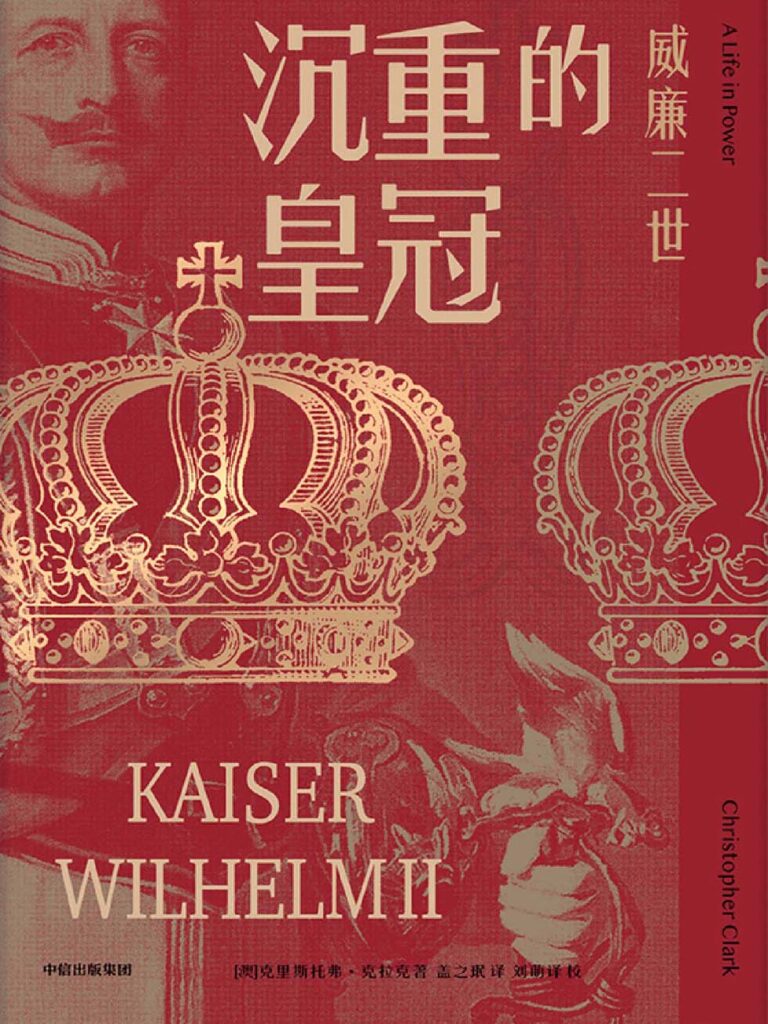 沉重的
皇冠
威廉二世
A Life in Power
KAISER
WILHELM II
Christopher Clark
中信出版集团
[澳]克里斯托弗·克拉克 著 盖之珉 译 刘萌 译校